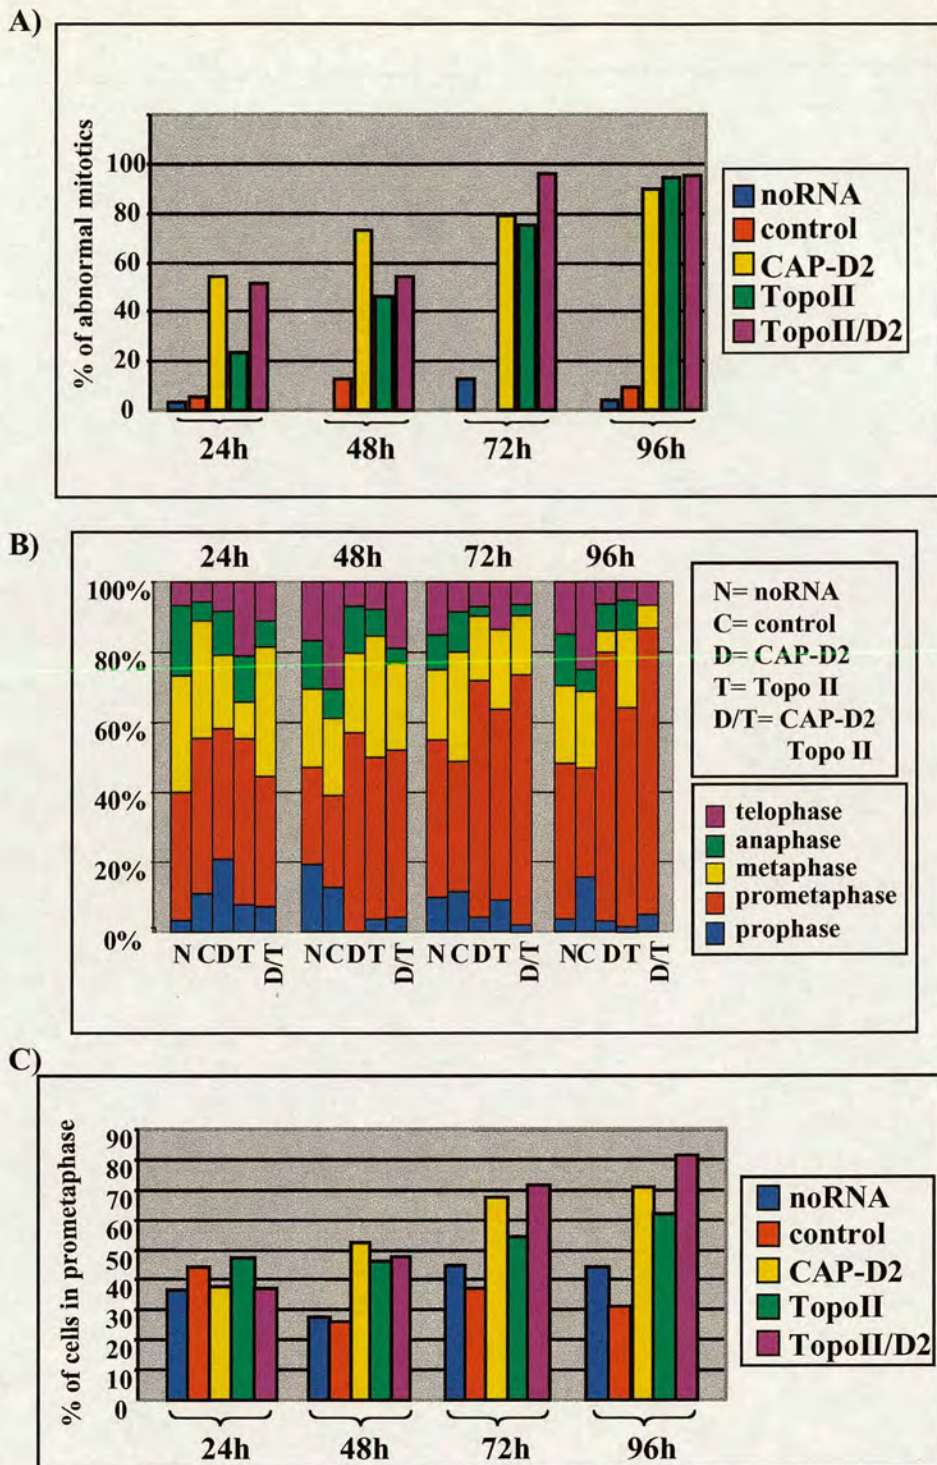 A)
% of abnormal mitotics
100
80
60
40
20
0
24h 48h 72h 96h
noRNA
control
CAP-D2
TopoII
TopoII/D2
B)
24h 48h 72h 96h
100%
80%
60%
40%
20%
0%
N C D T D/T N C D T D/T N C D T D/T N C D T D/T
N= noRNA
C= control
D= CAP-D2
T= Topo II
D/T= CAP-D2
Topo II
telophase
anaphase
metaphase
prometaphase
prophase
C)
% of cells in prometaphase
90
80
70
60
50
40
30
20
10
0
24h 48h 72h 96h
noRNA
control
CAP-D2
TopoII
TopoII/D2